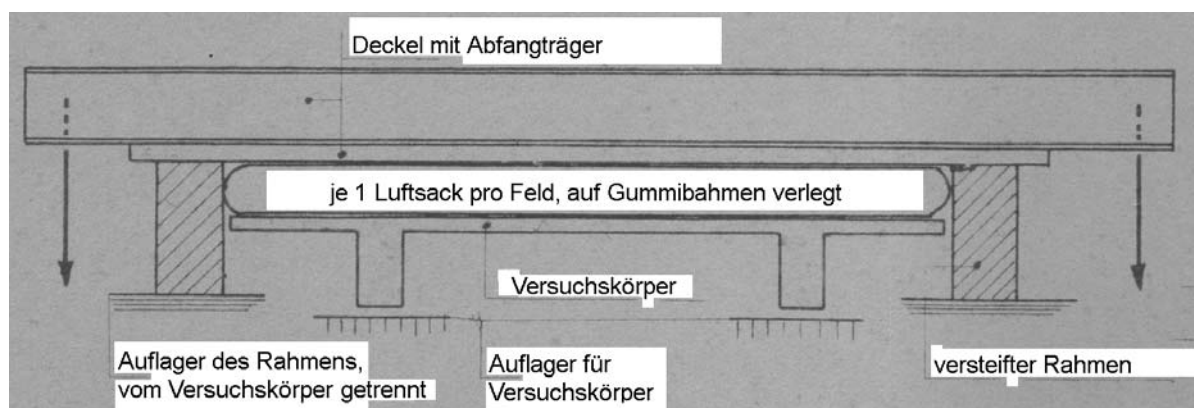 Deckel mit Abfangträger
je 1 Luftsack pro Feld, auf Gummibahmen verlegt
Versuchskörper
Auflager des Rahmens,
vom Versuchskörper getrennt
Auflager für
Versuchskörper
versteifter Rahmen